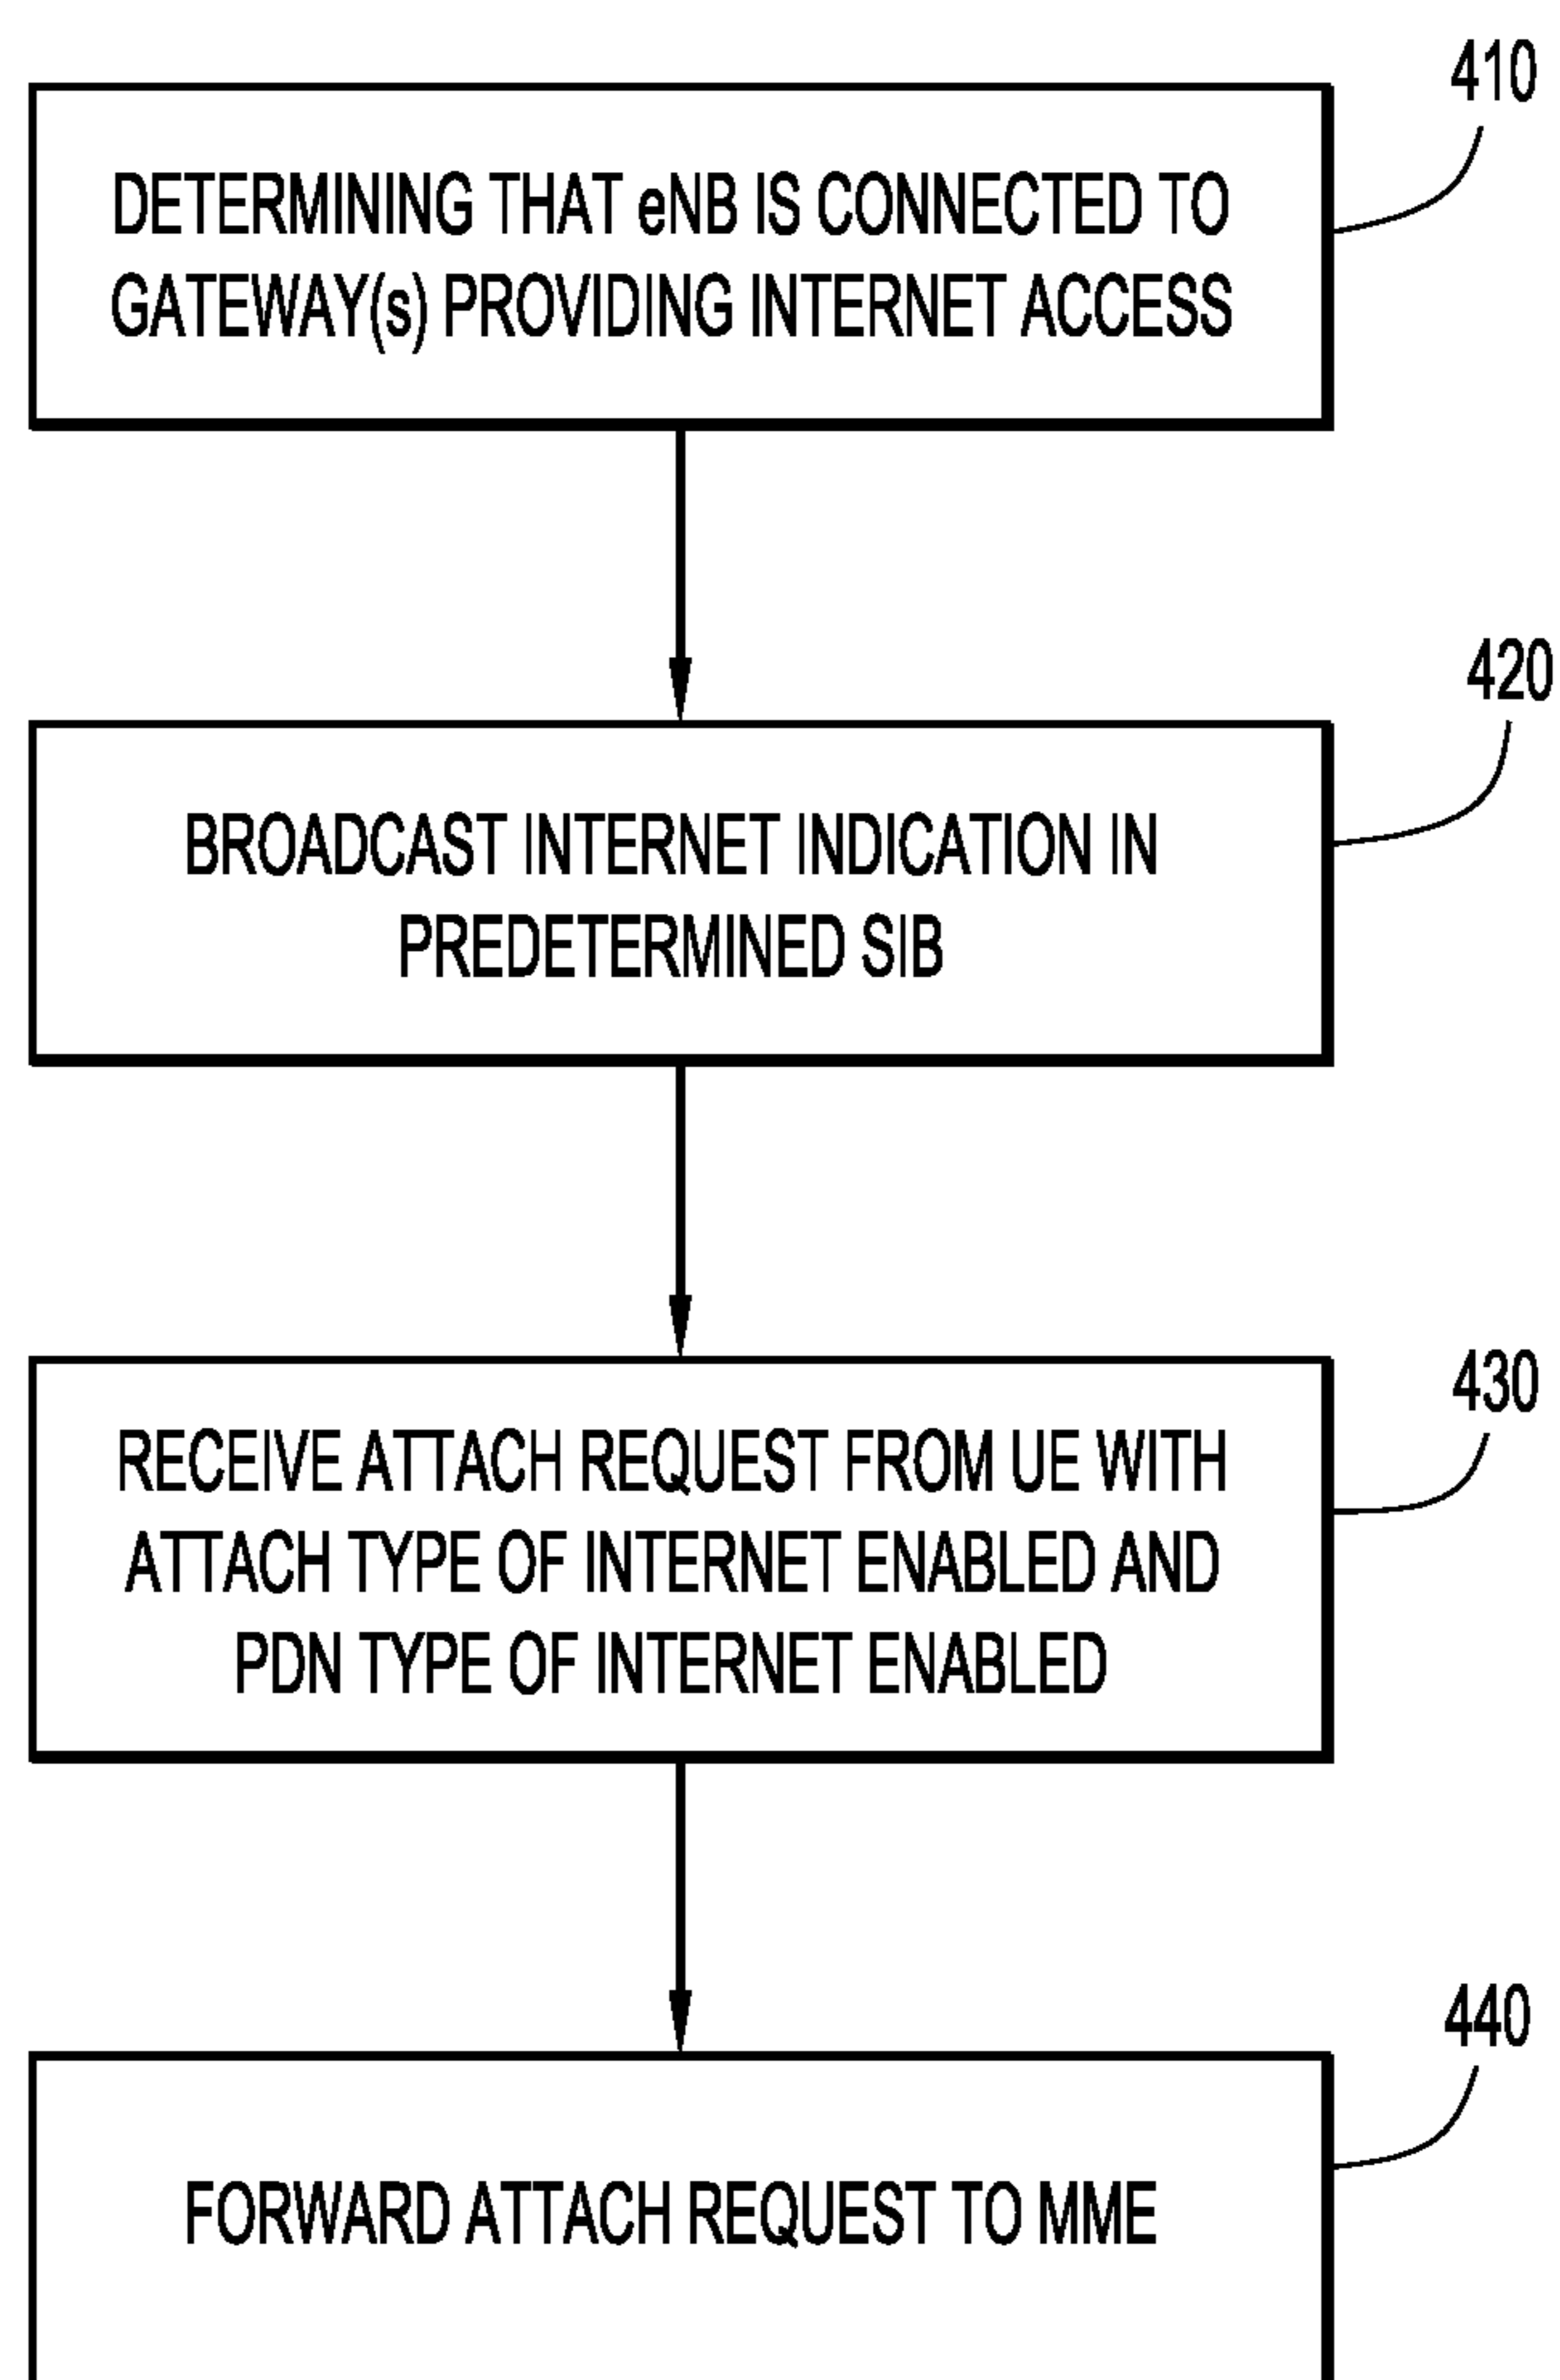 410
DETERMINING THAT eNB IS CONNECTED TO
GATEWAY(s) PROVIDING INTERNET ACCESS
420
BROADCAST INTERNET INDICATION IN
PREDETERMINED SIB
430
RECEIVE ATTACH REQUEST FROM UE WITH
ATTACH TYPE OF INTERNET ENABLED AND
PDN TYPE OF INTERNET ENABLED
440
FORWARD ATTACH REQUEST TO MME